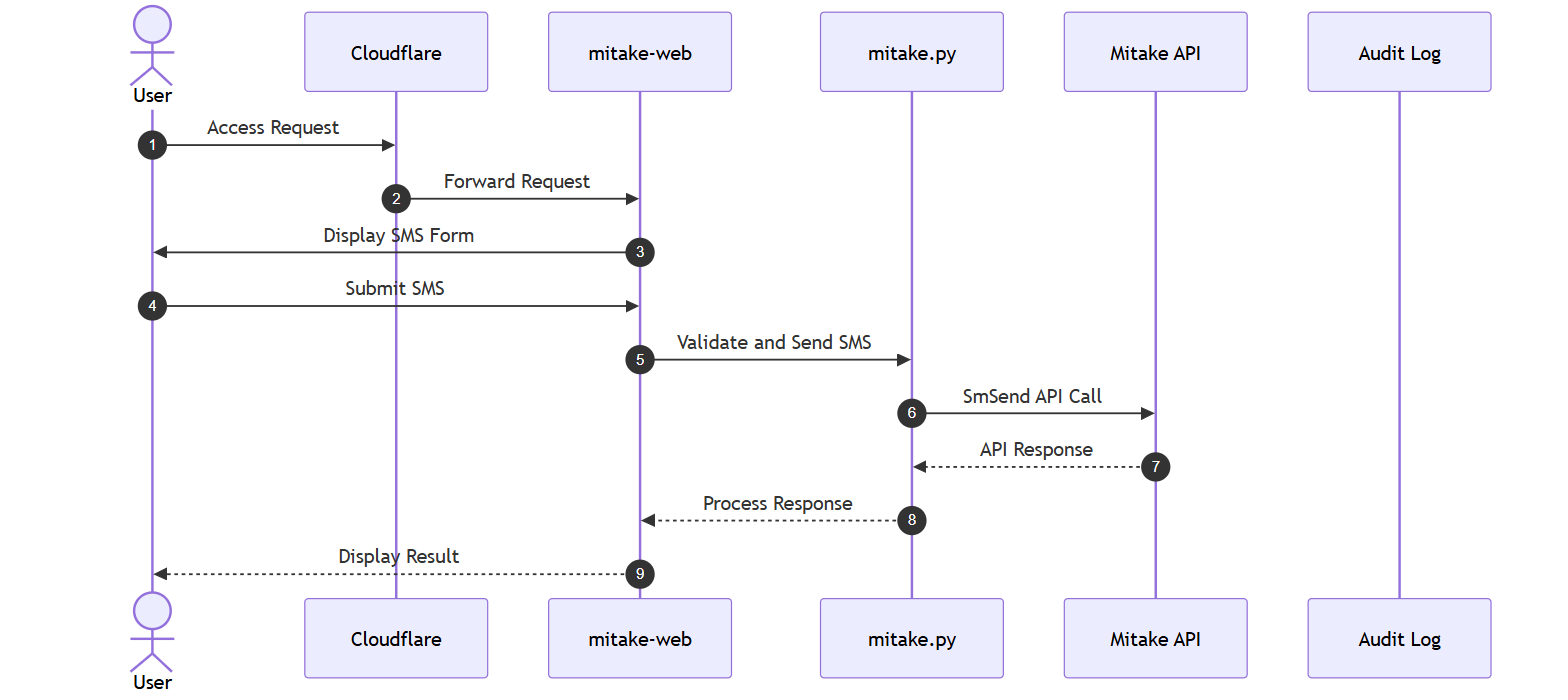 User
Cloudflare
mitake-web
mitake.py
Mitake API
Audit Log
Access Request
1
Forward Request
2
Display SMS Form
3
Submit SMS
4
Validate and Send SMS
5
SmSend API Call
6
API Response
7
Process Response
8
Display Result
9
User
Cloudflare
mitake-web
mitake.py
Mitake API
Audit Log